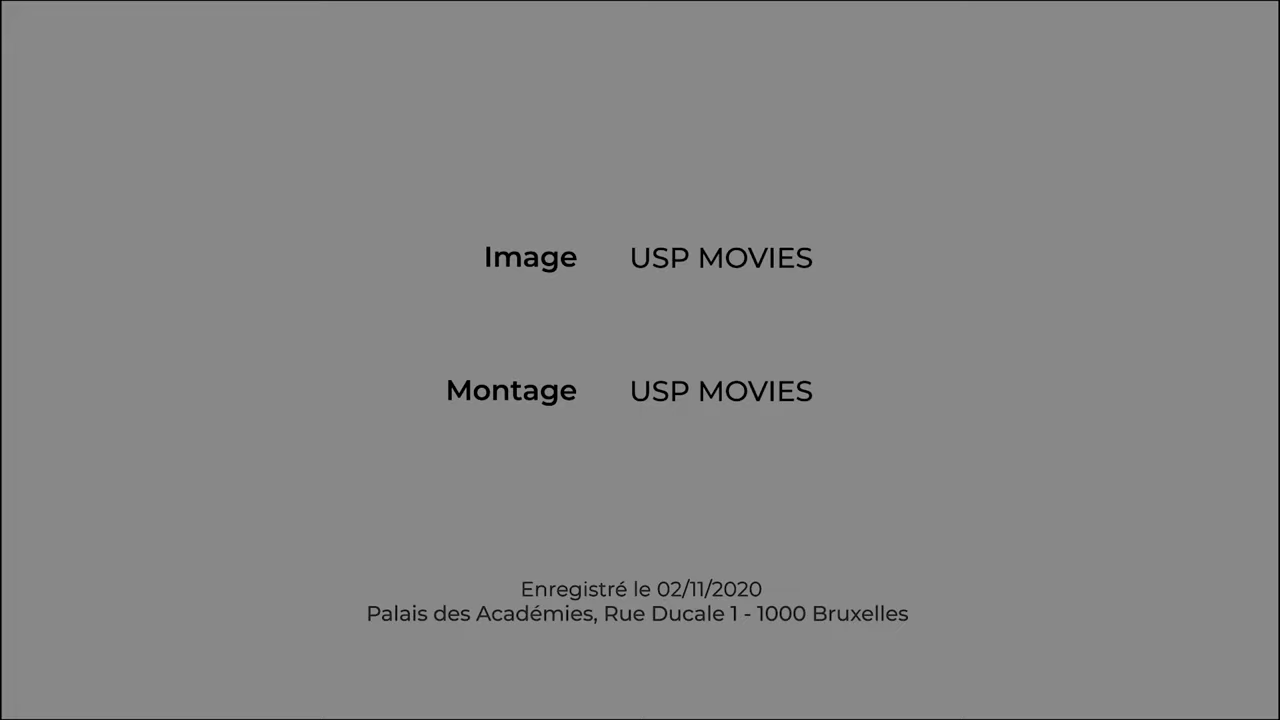 Image USP MOVIES
Montage USP MOVIES
Enregistré le 02/11/2020
Palais des Académies, Rue Ducale 1 - 1000 Bruxelles